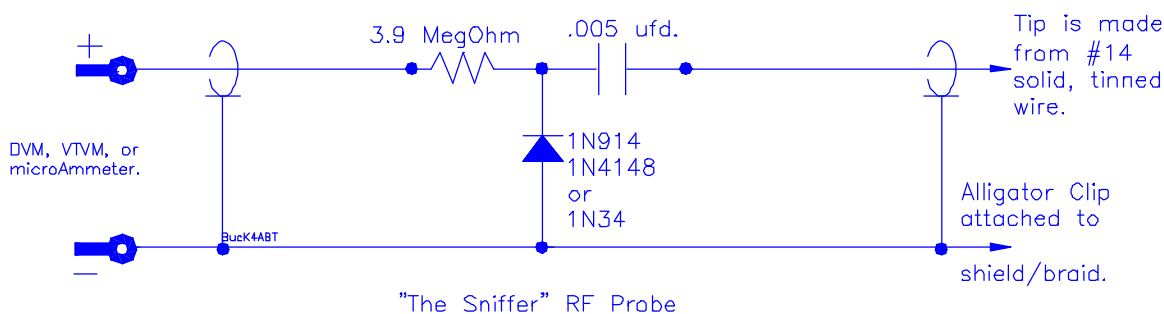 3.9 MegOhm
.005 ufd.
Tip is made
from #14
solid, tinned
wire.
+
DVM, VTVM, or
microAmmeter.
1N914
1N4148
or
1N34
Alligator Clip
attached to
shield/braid.
BucK4ABT
—
"The Sniffer" RF Probe